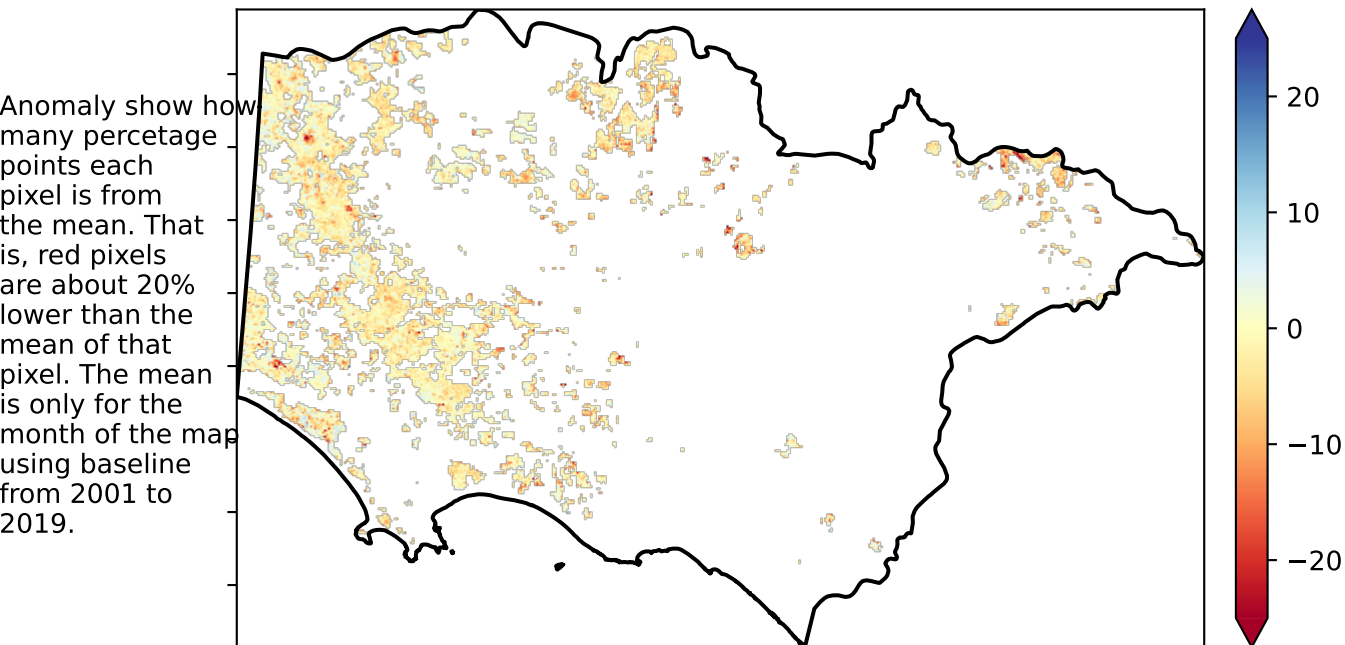 Anomaly show how
many percetage
points each
pixel is from
the mean. That
is, red pixels
are about 20%
lower than the
mean of that
pixel. The mean
is only for the
month of the map
using baseline
from 2001 to
2019.
20
10
0
−10
−20